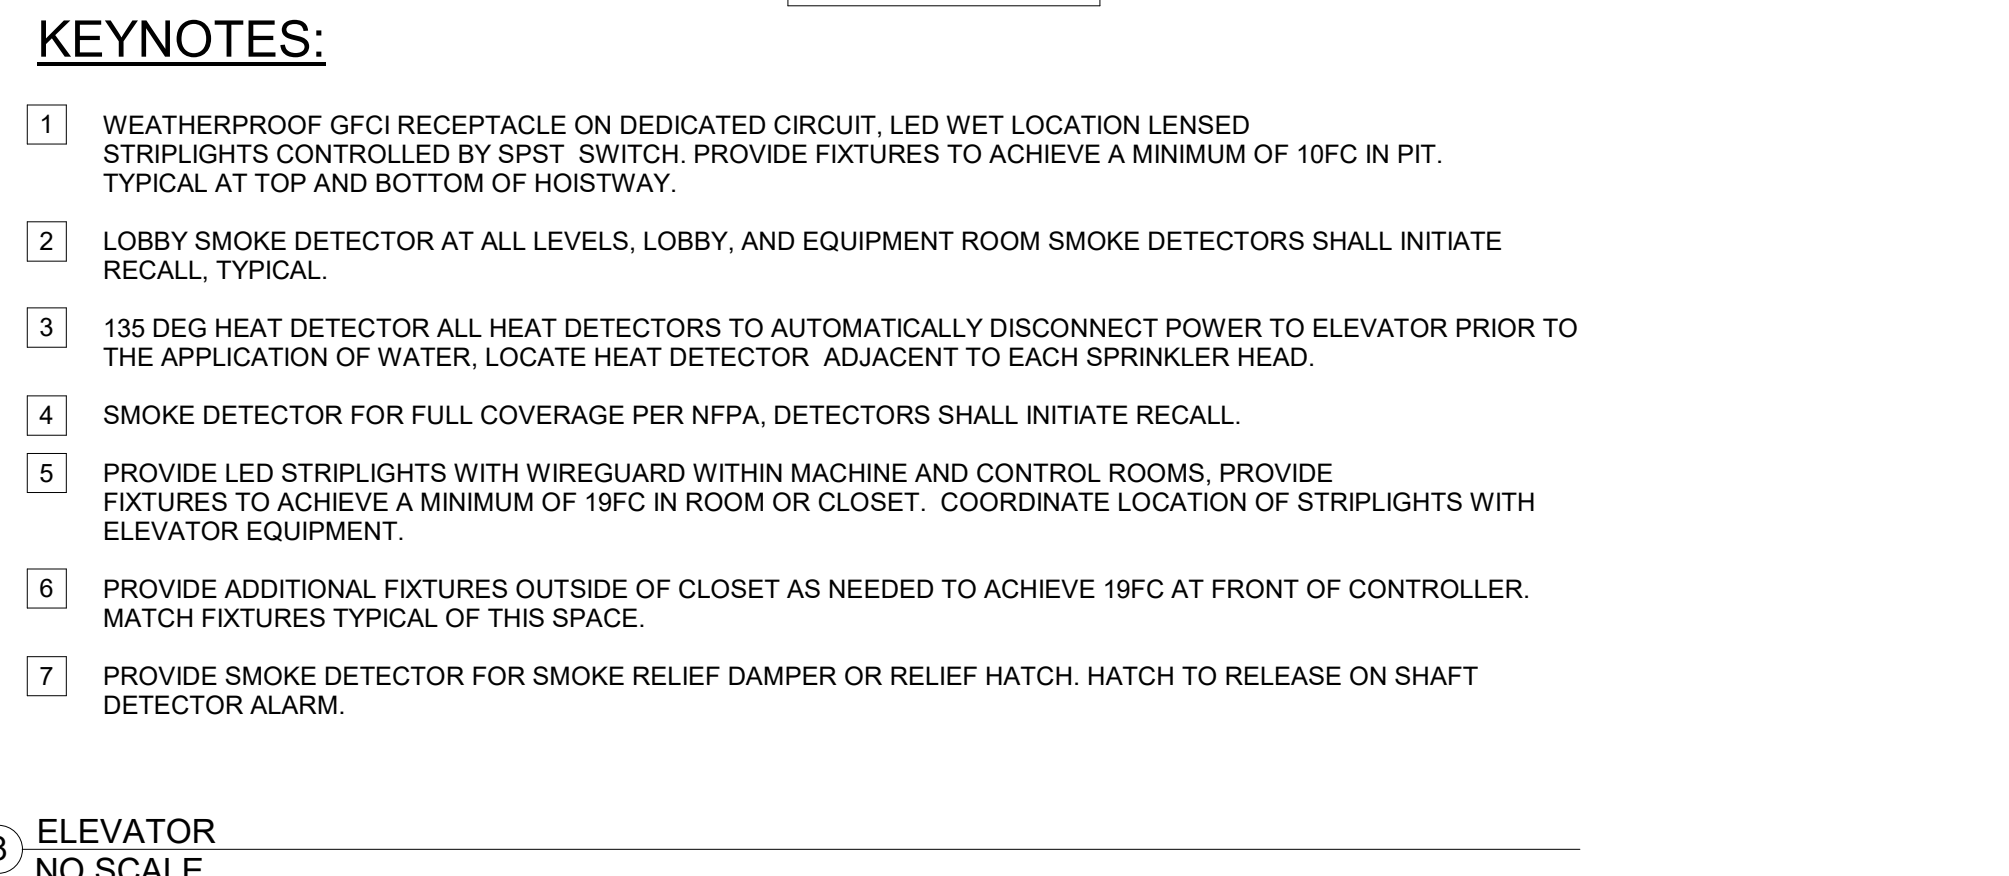 KEYNOTES:
1 WEATHERPROOF GFCI RECEPTACLE ON DEDICATED CIRCUIT, LED WET LOCATION LENSED
STRIPLIGHTS CONTROLLED BY SPST SWITCH. PROVIDE FIXTURES TO ACHIEVE A MINIMUM OF 10FC IN PIT.
TYPICAL AT TOP AND BOTTOM OF HOISTWAY.
2 LOBBY SMOKE DETECTOR AT ALL LEVELS, LOBBY, AND EQUIPMENT ROOM SMOKE DETECTORS SHALL INITIATE
RECALL, TYPICAL.
3 135 DEG HEAT DETECTOR ALL HEAT DETECTORS TO AUTOMATICALLY DISCONNECT POWER TO ELEVATOR PRIOR TO
THE APPLICATION OF WATER, LOCATE HEAT DETECTOR ADJACENT TO EACH SPRINKLER HEAD.
4 SMOKE DETECTOR FOR FULL COVERAGE PER NFPA, DETECTORS SHALL INITIATE RECALL.
5 PROVIDE LED STRIPLIGHTS WITH WIREGUARD WITHIN MACHINE AND CONTROL ROOMS, PROVIDE
FIXTURES TO ACHIEVE A MINIMUM OF 19FC IN ROOM OR CLOSET. COORDINATE LOCATION OF STRIPLIGHTS WITH
ELEVATOR EQUIPMENT.
6 PROVIDE ADDITIONAL FIXTURES OUTSIDE OF CLOSET AS NEEDED TO ACHIEVE 19FC AT FRONT OF CONTROLLER.
MATCH FIXTURES TYPICAL OF THIS SPACE.
7 PROVIDE SMOKE DETECTOR FOR SMOKE RELIEF DAMPER OR RELIEF HATCH. HATCH TO RELEASE ON SHAFT
DETECTOR ALARM.
ELEVATOR
NO SCALE